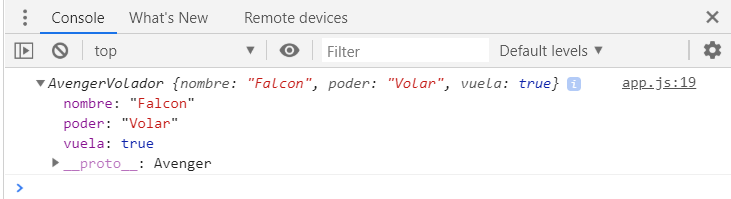 Console What's New Remote devices
top Filter Default levels
AvengerVolador {nombre: "Falcon", poder: "Volar", vuela: true} i app.js:19
nombre: "Falcon"
poder: "Volar"
vuela: true
__proto__: Avenger
>